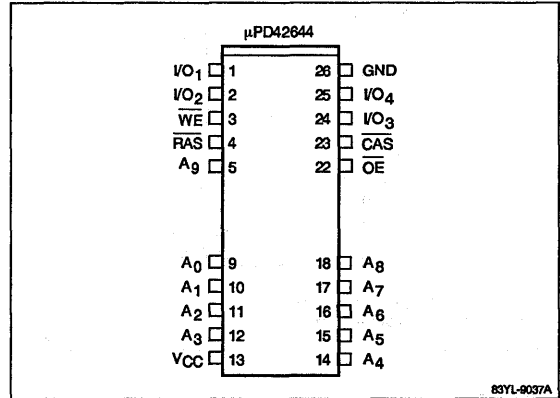 μPD42644
I/O1 1 26 GND
I/O2 2 25 I/O4
WE 3 24 I/O3
RAS 4 23 CAS
A9 5 22 OE
A0 9 18 A8
A1 10 17 A7
A2 11 16 A6
A3 12 15 A5
VCC 13 14 A4
83YL-9037A